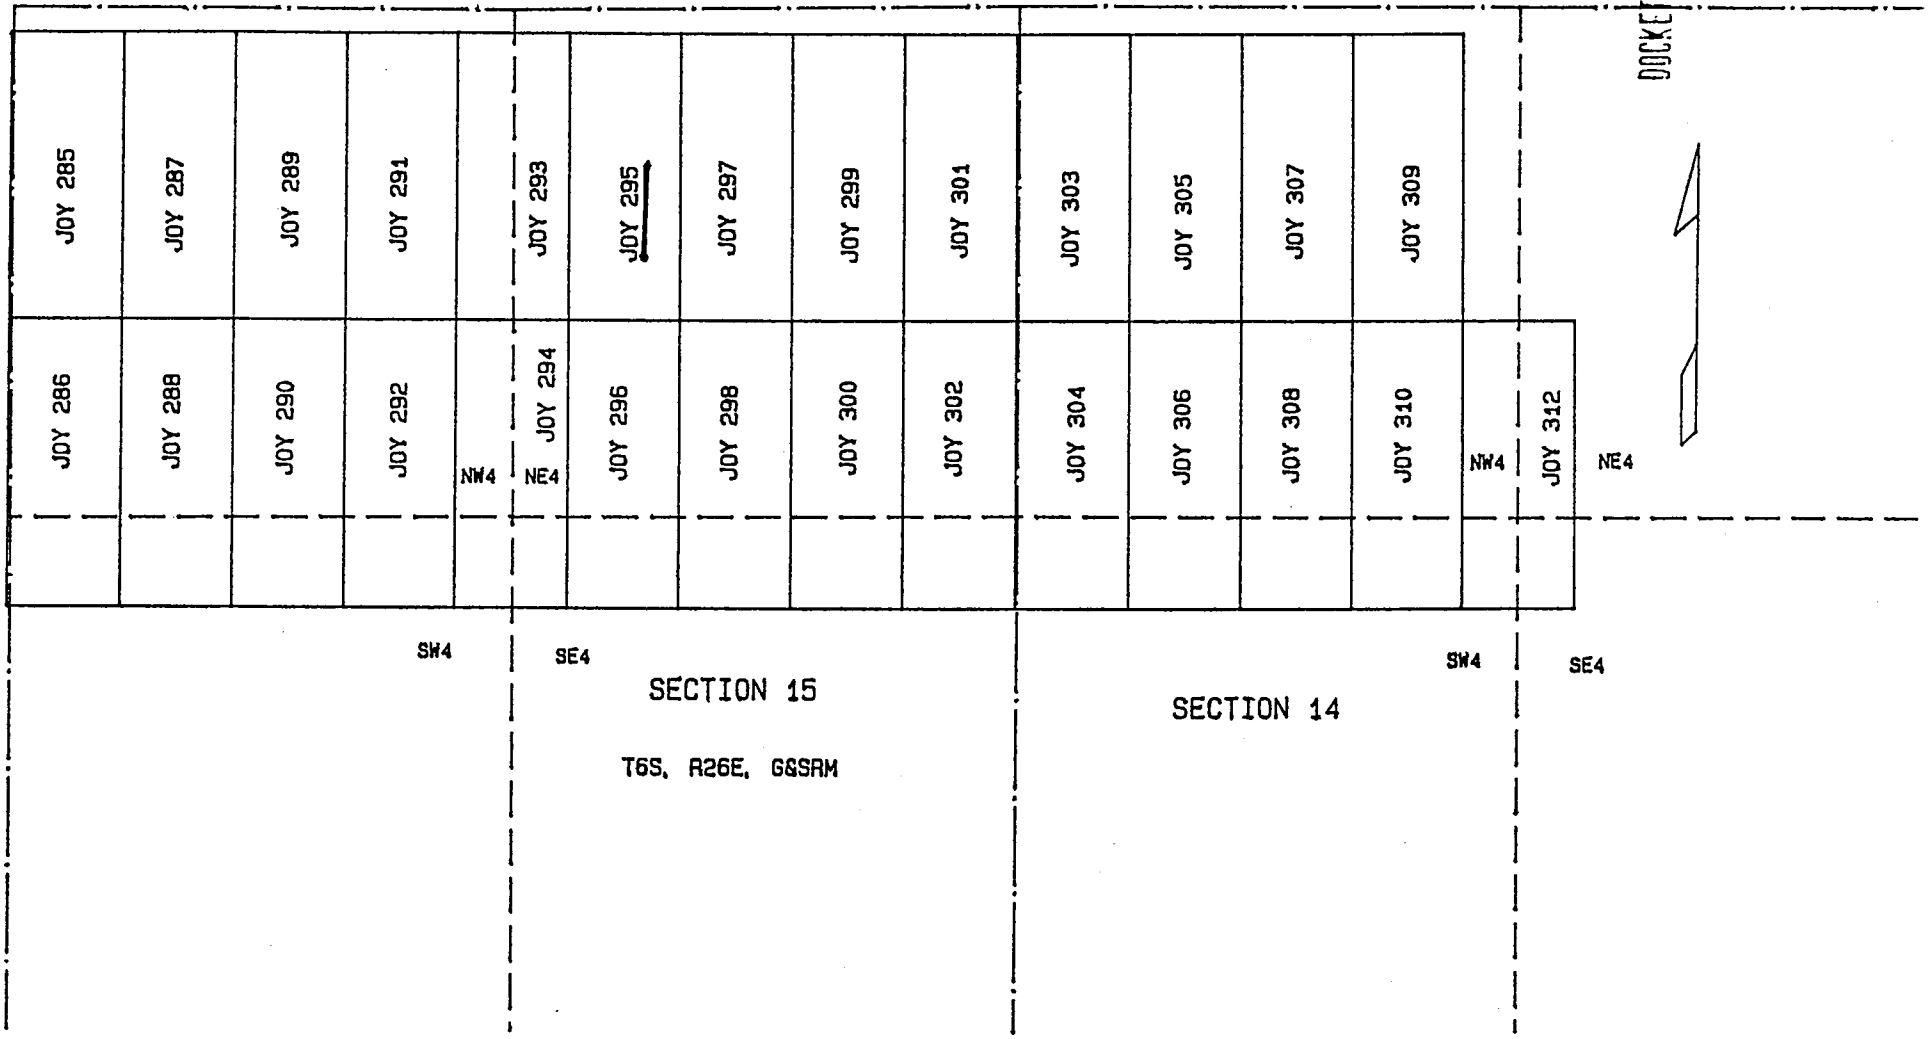 DOCKET
JOY 285
JOY 287
JOY 289
JOY 291
JOY 293
JOY 295
JOY 297
JOY 299
JOY 301
JOY 303
JOY 305
JOY 307
JOY 309
JOY 286
JOY 288
JOY 290
JOY 292
NW4
NE4
JOY 294
JOY 296
JOY 298
JOY 300
JOY 302
JOY 304
JOY 306
JOY 308
JOY 310
NW4
JOY 312
NE4
SW4
SE4
SW4
SE4
SECTION 15
SECTION 14
T6S, R26E, G&SRM